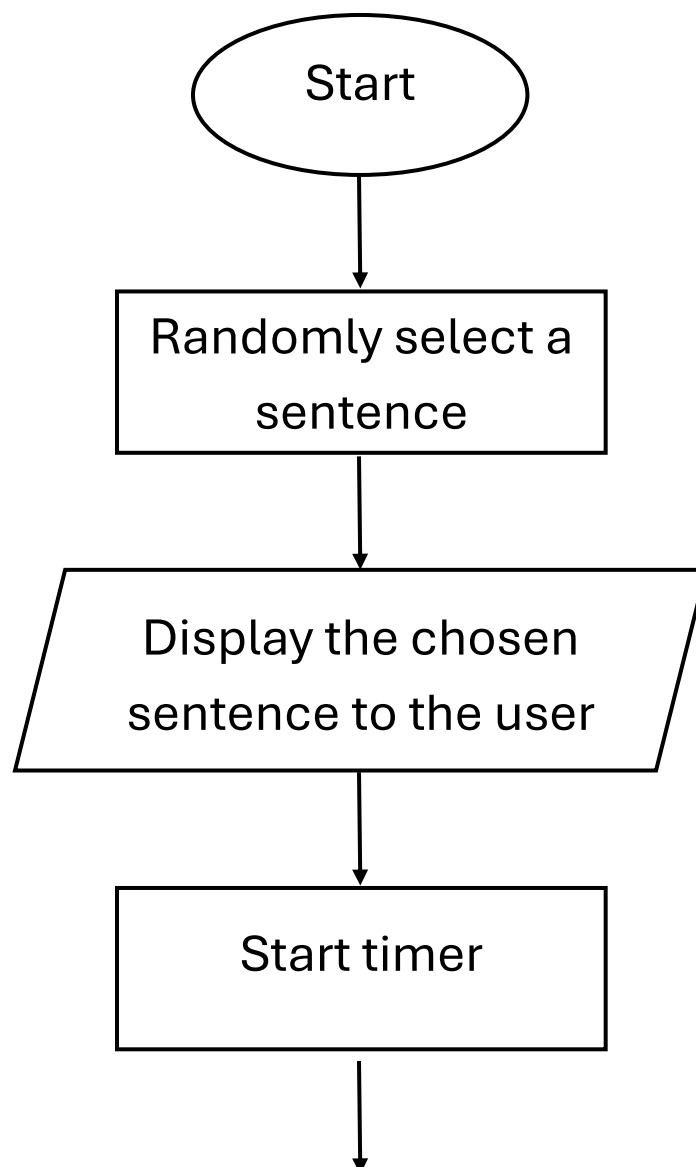 Start
Randomly select a
sentence
Display the chosen
sentence to the user
Start timer